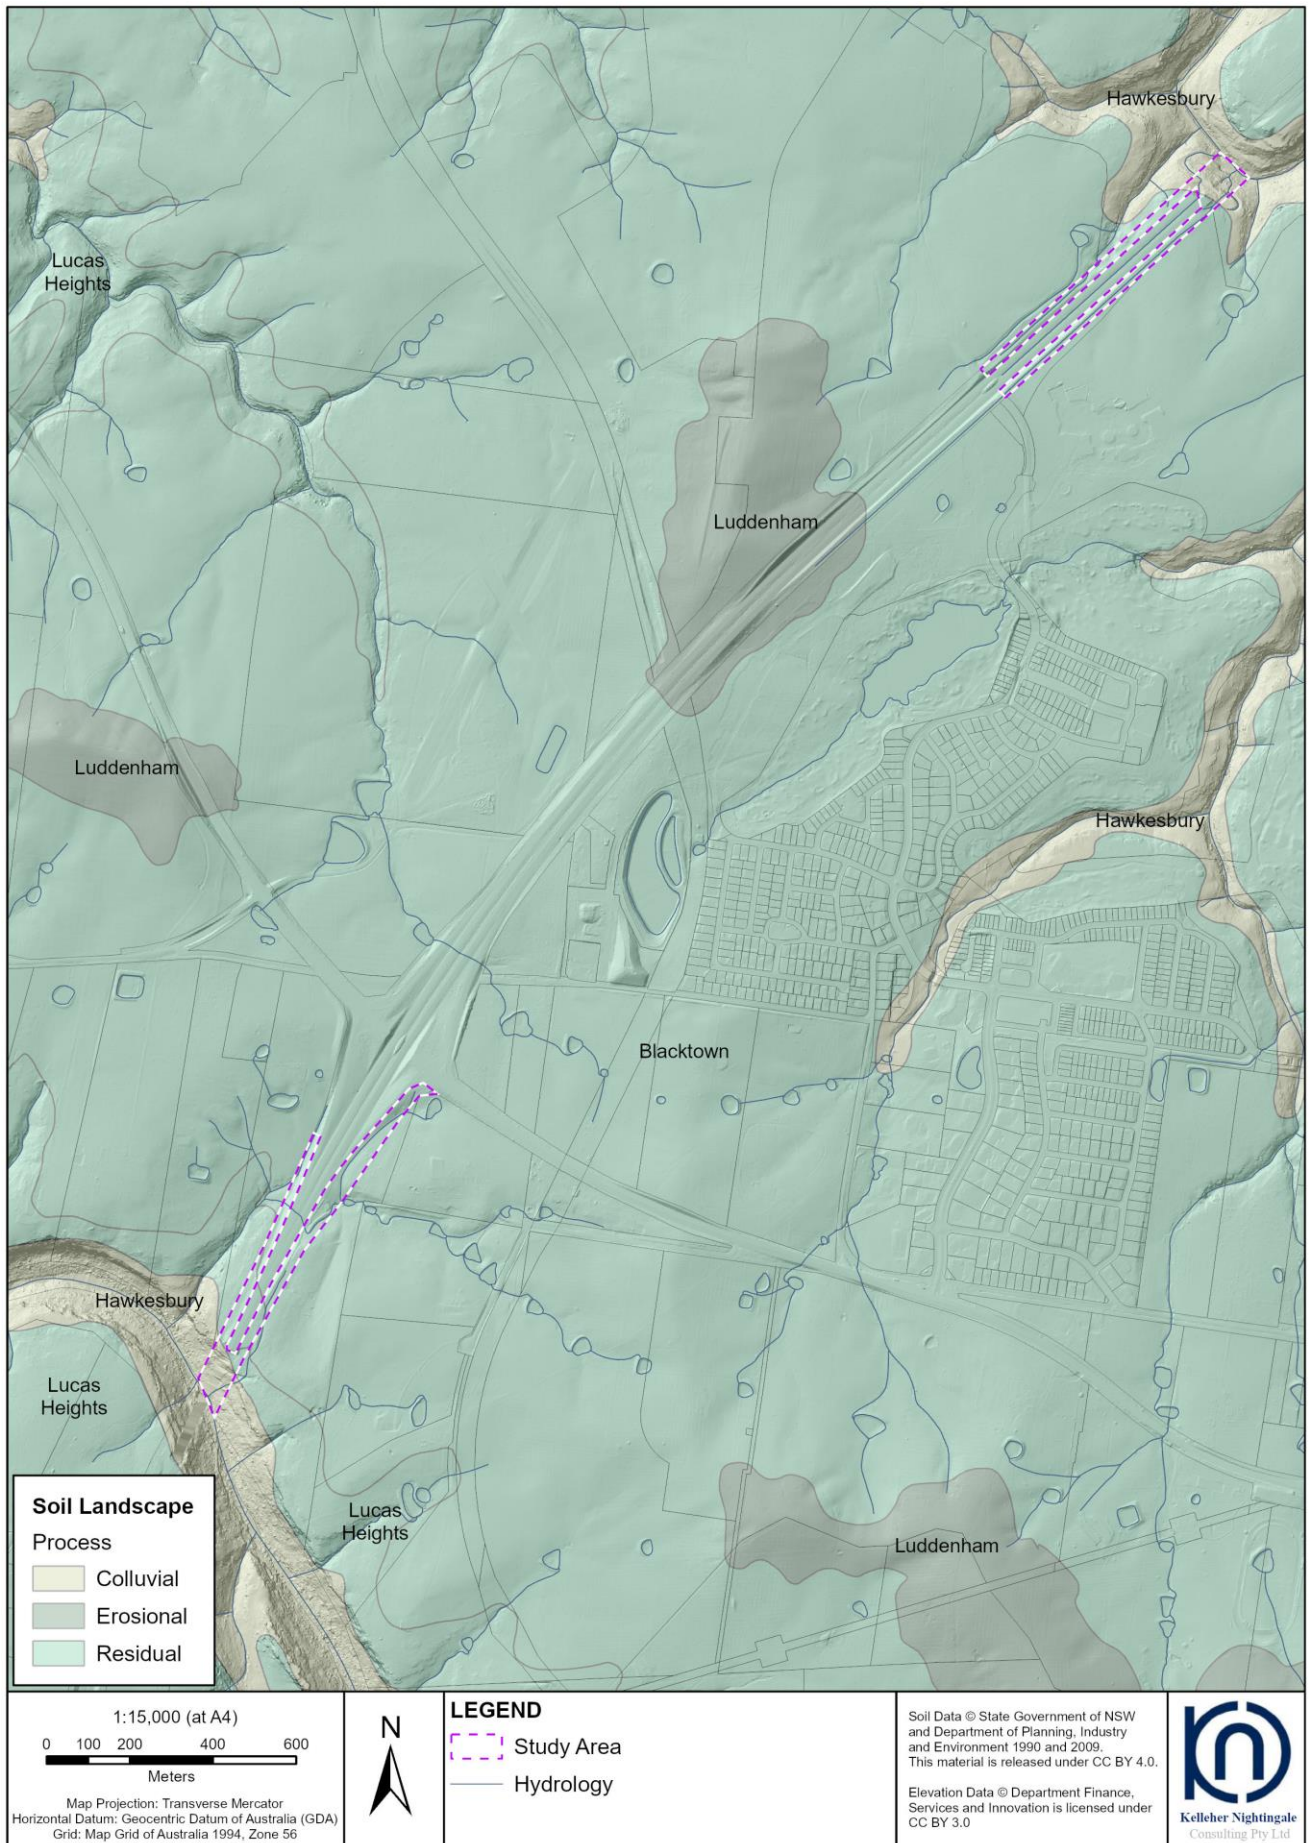 Hawkesbury
Lucas
Heights
Luddenham
Luddenham
Hawkesbury
Blacktown
Hawkesbury
Lucas
Heights
Lucas
Heights
Luddenham
Soil Landscape
Process
Colluvial
Erosional
Residual
1:15,000 (at A4)
0 100 200 400 600
Meters
Map Projection: Transverse Mercator
Horizontal Datum: Geocentric Datum of Australia (GDA)
Grid: Map Grid of Australia 1994, Zone 56
N
LEGEND
Study Area
Hydrology
Soil Data © State Government of NSW
and Department of Planning, Industry
and Environment 1990 and 2009.
This material is released under CC BY 4.0.
Elevation Data © Department Finance,
Services and Innovation is licensed under
CC BY 3.0
Kelleher Nightingale
Consulting Pty Ltd